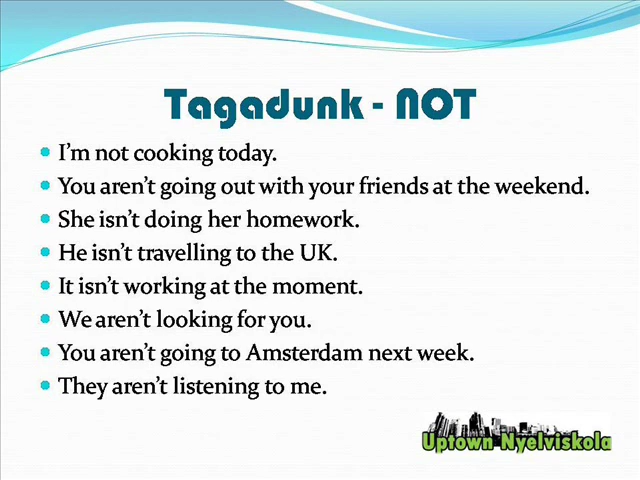 Tagadunk - NOT
I'm not cooking today.
You aren't going out with your friends at the weekend.
She isn't doing her homework.
He isn't travelling to the UK.
It isn't working at the moment.
We aren't looking for you.
You aren't going to Amsterdam next week.
They aren't listening to me.
Uptown Nyelviskola